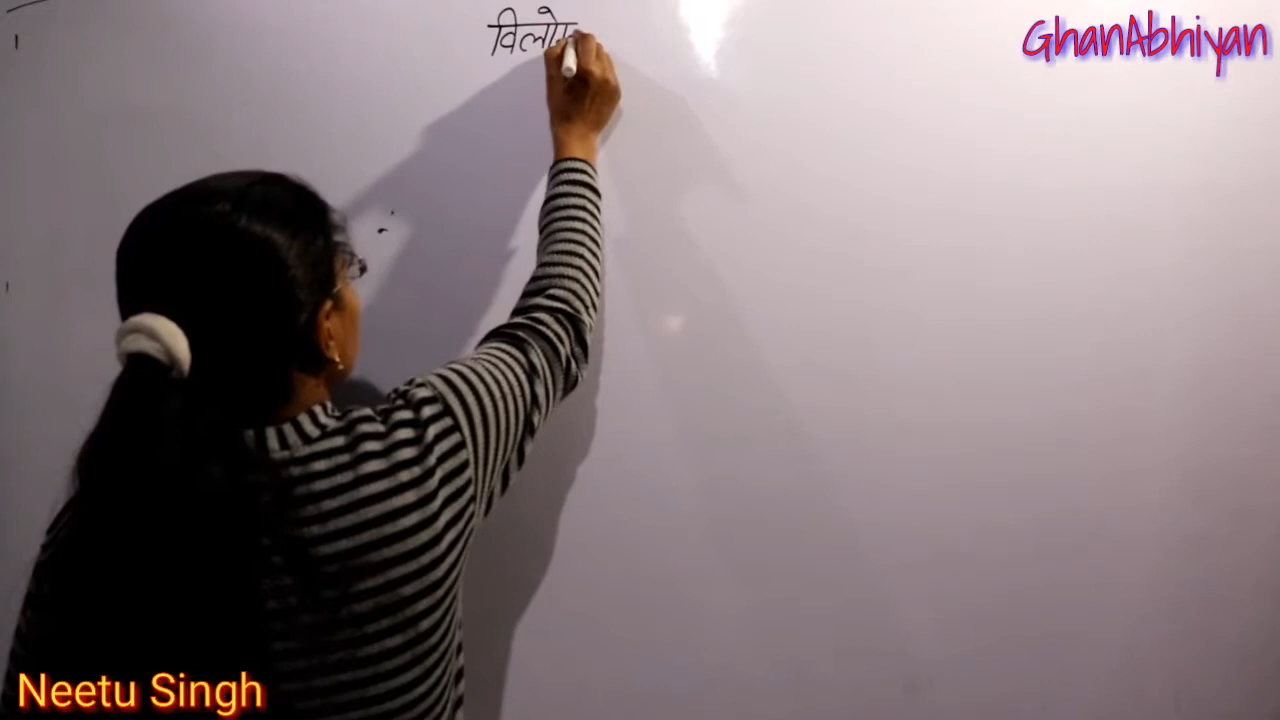 विलोम
GhanAbhiyan
Neetu Singh